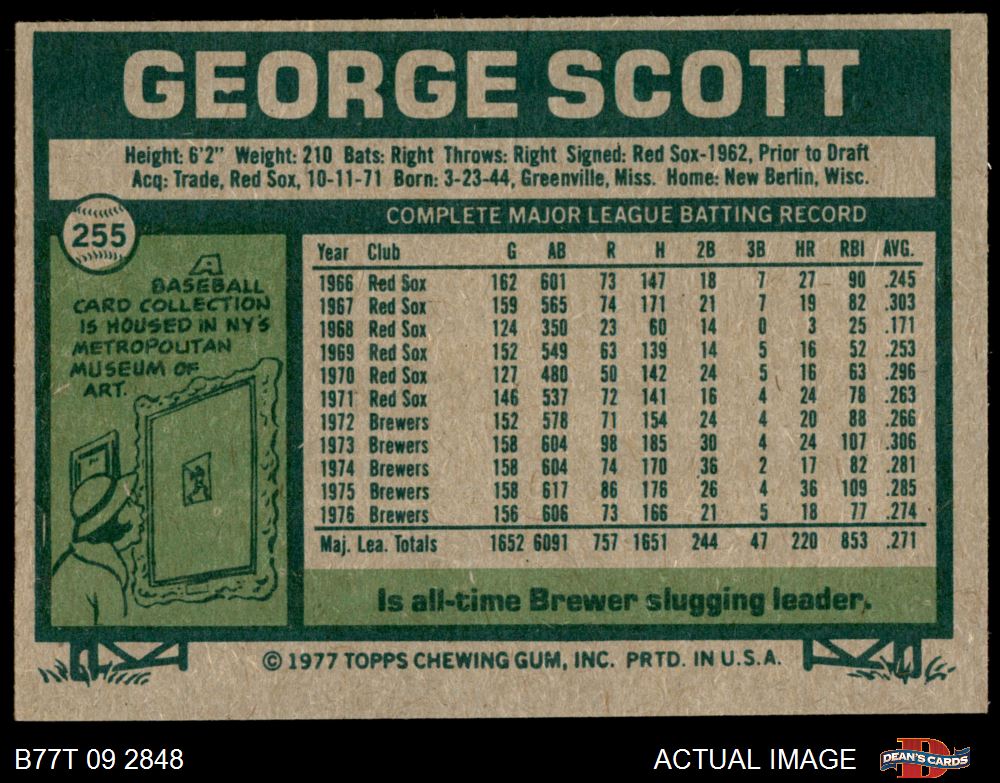 GEORGE SCOTT
Height: 6'2" Weight: 210 Bats: Right Throws: Right Signed: Red Sox-1962, Prior to Draft
Acq: Trade, Red Sox, 10-11-71 Born: 3-23-44, Greenville, Miss. Home: New Berlin, Wisc.
255
A
BASEBALL
CARD COLLECTION
IS HOUSED IN NY'S
METROPOLITAN
MUSEUM OF
ART.
COMPLETE MAJOR LEAGUE BATTING RECORD
Year Club G AB R H 2B 3B HR RBI AVG.
1966 Red Sox 162 601 73 147 18 7 27 90 .245
1967 Red Sox 159 565 74 171 21 7 19 82 .303
1968 Red Sox 124 350 23 60 14 0 3 25 .171
1969 Red Sox 152 549 63 139 14 5 16 52 .253
1970 Red Sox 127 480 50 142 24 5 16 63 .296
1971 Red Sox 146 537 72 141 16 4 24 78 .263
1972 Brewers 152 578 71 154 24 4 20 88 .266
1973 Brewers 158 604 98 185 30 4 24 107 .306
1974 Brewers 158 604 74 170 36 2 17 82 .281
1975 Brewers 158 617 86 176 26 4 36 109 .285
1976 Brewers 156 606 73 166 21 5 18 77 .274
Maj. Lea. Totals 1652 6091 757 1651 244 47 220 853 .271
Is all-time Brewer slugging leader.
© 1977 TOPPS CHEWING GUM, INC. PRTD. IN U.S.A.
B77T 09 2848
ACTUAL IMAGE
DEAN'S CARDS